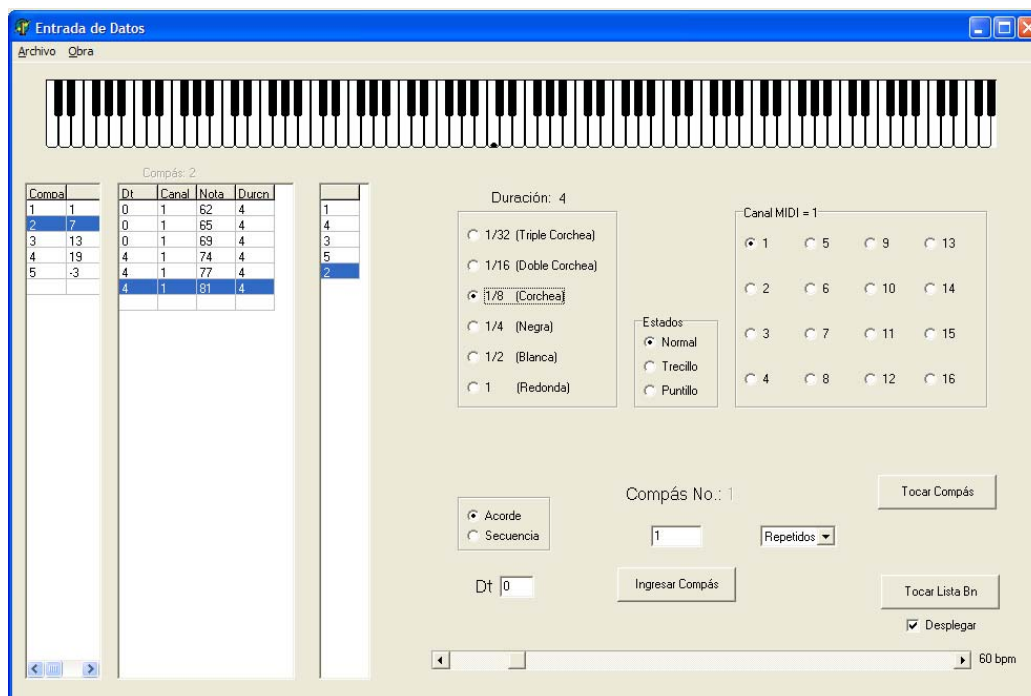 Entrada de Datos
Archivo Obra
Compás: 2
Compa
1 1
2 7
3 13
4 19
5 -3
Dt Canal Nota Durcn
0 1 62 4
0 1 65 4
0 1 69 4
4 1 74 4
4 1 77 4
4 1 81 4
1
4
3
5
2
Duración: 4
1/32 (Triple Corchea)
1/16 (Doble Corchea)
1/8 (Corchea)
1/4 (Negra)
1/2 (Blanca)
1 (Redonda)
Estados
Normal
Trecillo
Puntillo
Canal MIDI = 1
1 5 9 13
2 6 10 14
3 7 11 15
4 8 12 16
Acorde
Secuencia
Dt 0
Compás No.: 1
1 Repetidos
Ingresar Compás
Tocar Compás
Tocar Lista Bn
Desplegar
60 bpm